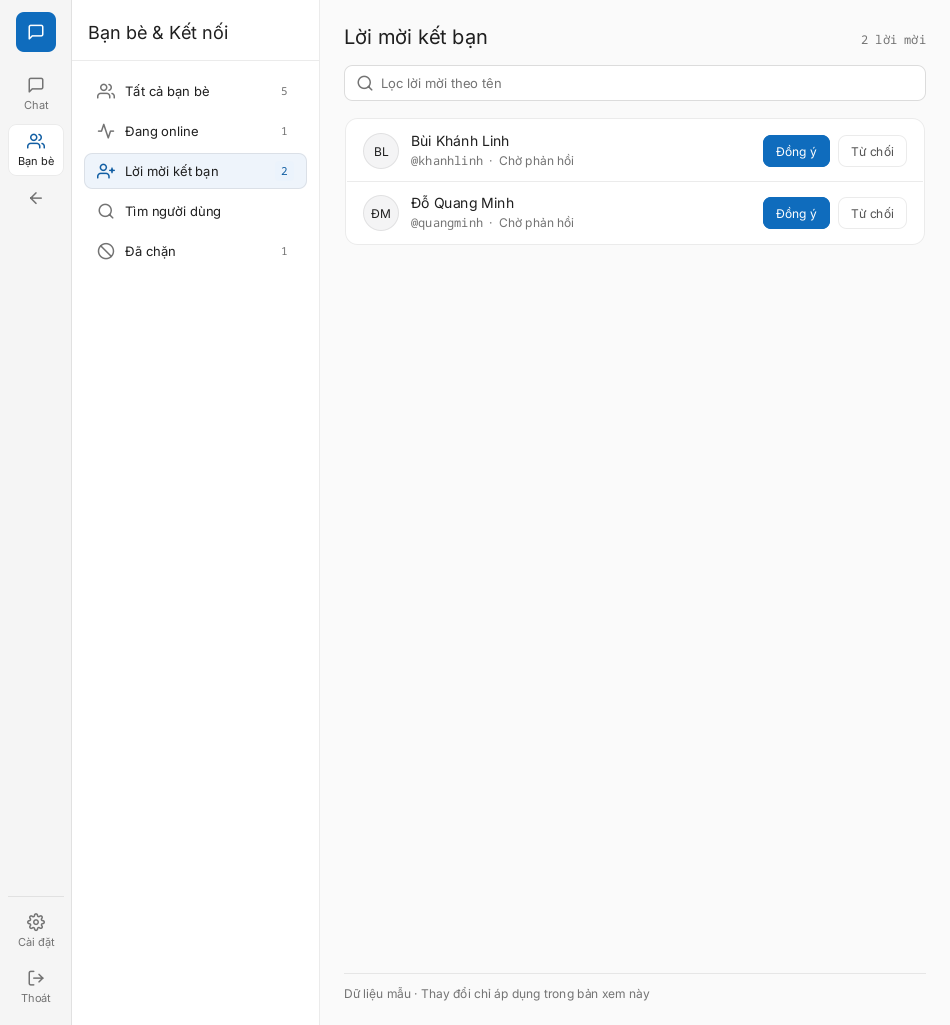 Chat
Bạn bè
Cài đặt
Thoát
Bạn bè & Kết nối
Tất cả bạn bè 5
Đang online 1
Lời mời kết bạn 2
Tìm người dùng
Đã chặn 1
Lời mời kết bạn
2 lời mời
Lọc lời mời theo tên
BL
Bùi Khánh Linh
@khanhlinh · Chờ phản hồi
Đồng ý
Từ chối
ĐM
Đỗ Quang Minh
@quangminh · Chờ phản hồi
Đồng ý
Từ chối
Dữ liệu mẫu · Thay đổi chỉ áp dụng trong bản xem này